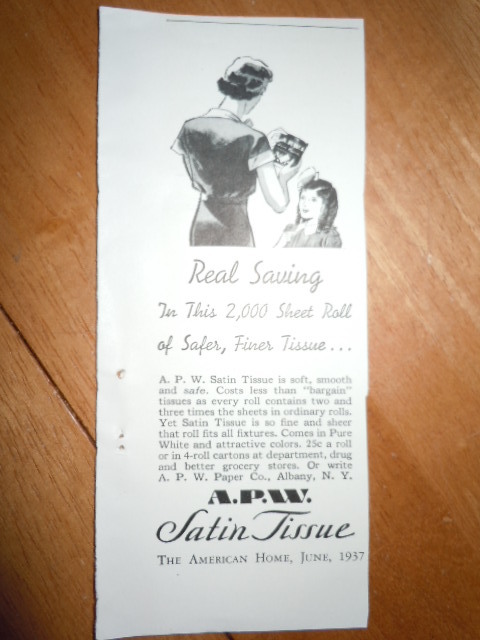 Real Saving
In This 2,000 Sheet Roll
of Safer, Finer Tissue...
A. P. W. Satin Tissue is soft, smooth
and safe. Costs less than "bargain"
tissues as every roll contains two and
three times the sheets in ordinary rolls.
Yet Satin Tissue is so fine and sheer
that roll fits all fixtures. Comes in Pure
White and attractive colors. 25c a roll
or in 4-roll cartons at department, drug
and better grocery stores. Or write
A. P. W. Paper Co., Albany, N. Y.
A.P.W.
Satin Tissue
The American Home, June, 1937